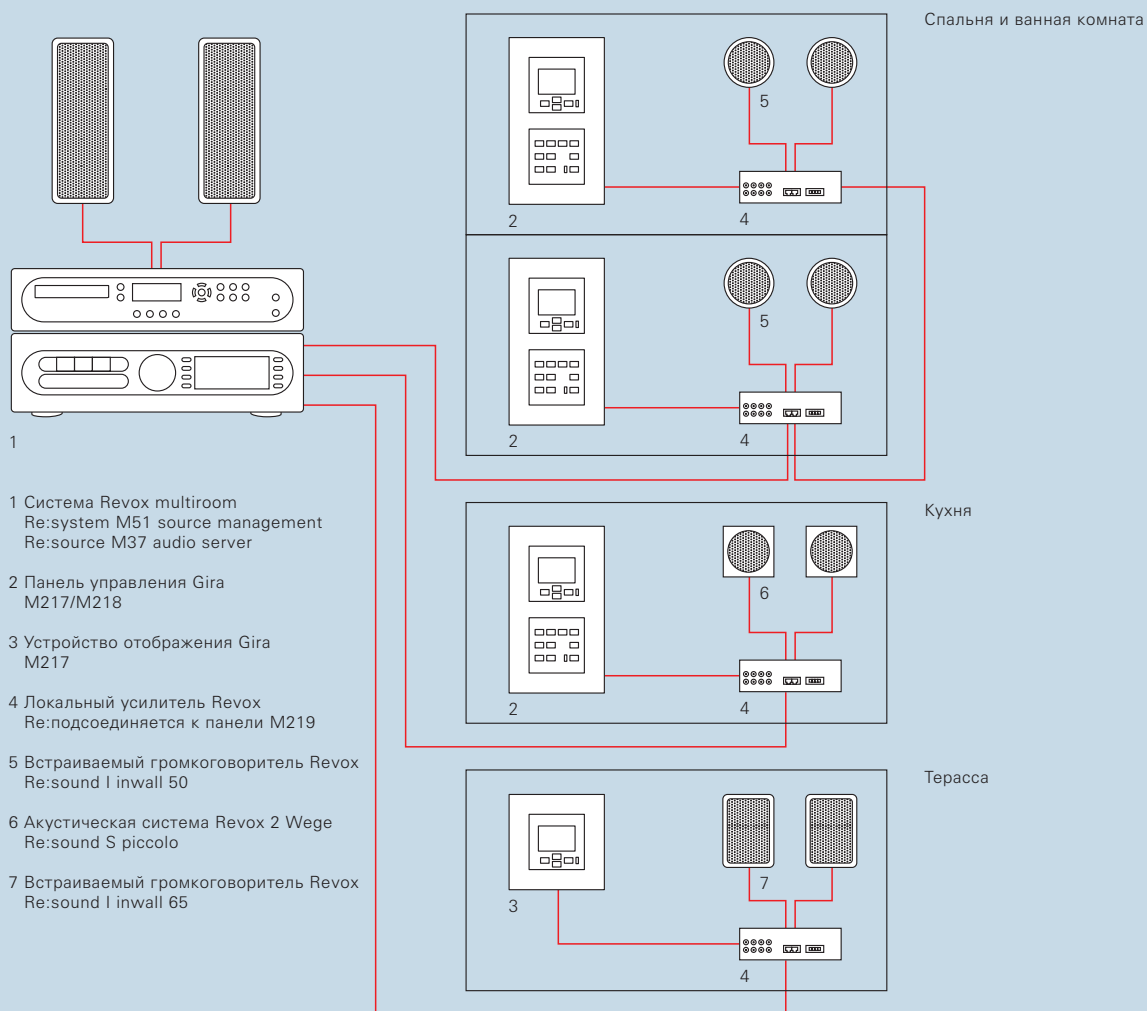 Спальня и ванная комната
5
2
4
5
2
4
1
1 Система Revox multiroom
Re:system M51 source management
Re:source M37 audio server
2 Панель управления Gira
M217/M218
3 Устройство отображения Gira
M217
4 Локальный усилитель Revox
Re:подсоединяется к панели M219
5 Встраиваемый громкоговоритель Revox
Re:sound I inwall 50
6 Акустическая система Revox 2 Wege
Re:sound S piccolo
7 Встраиваемый громкоговоритель Revox
Re:sound I inwall 65
Кухня
6
2
4
Терасса
7
3
4